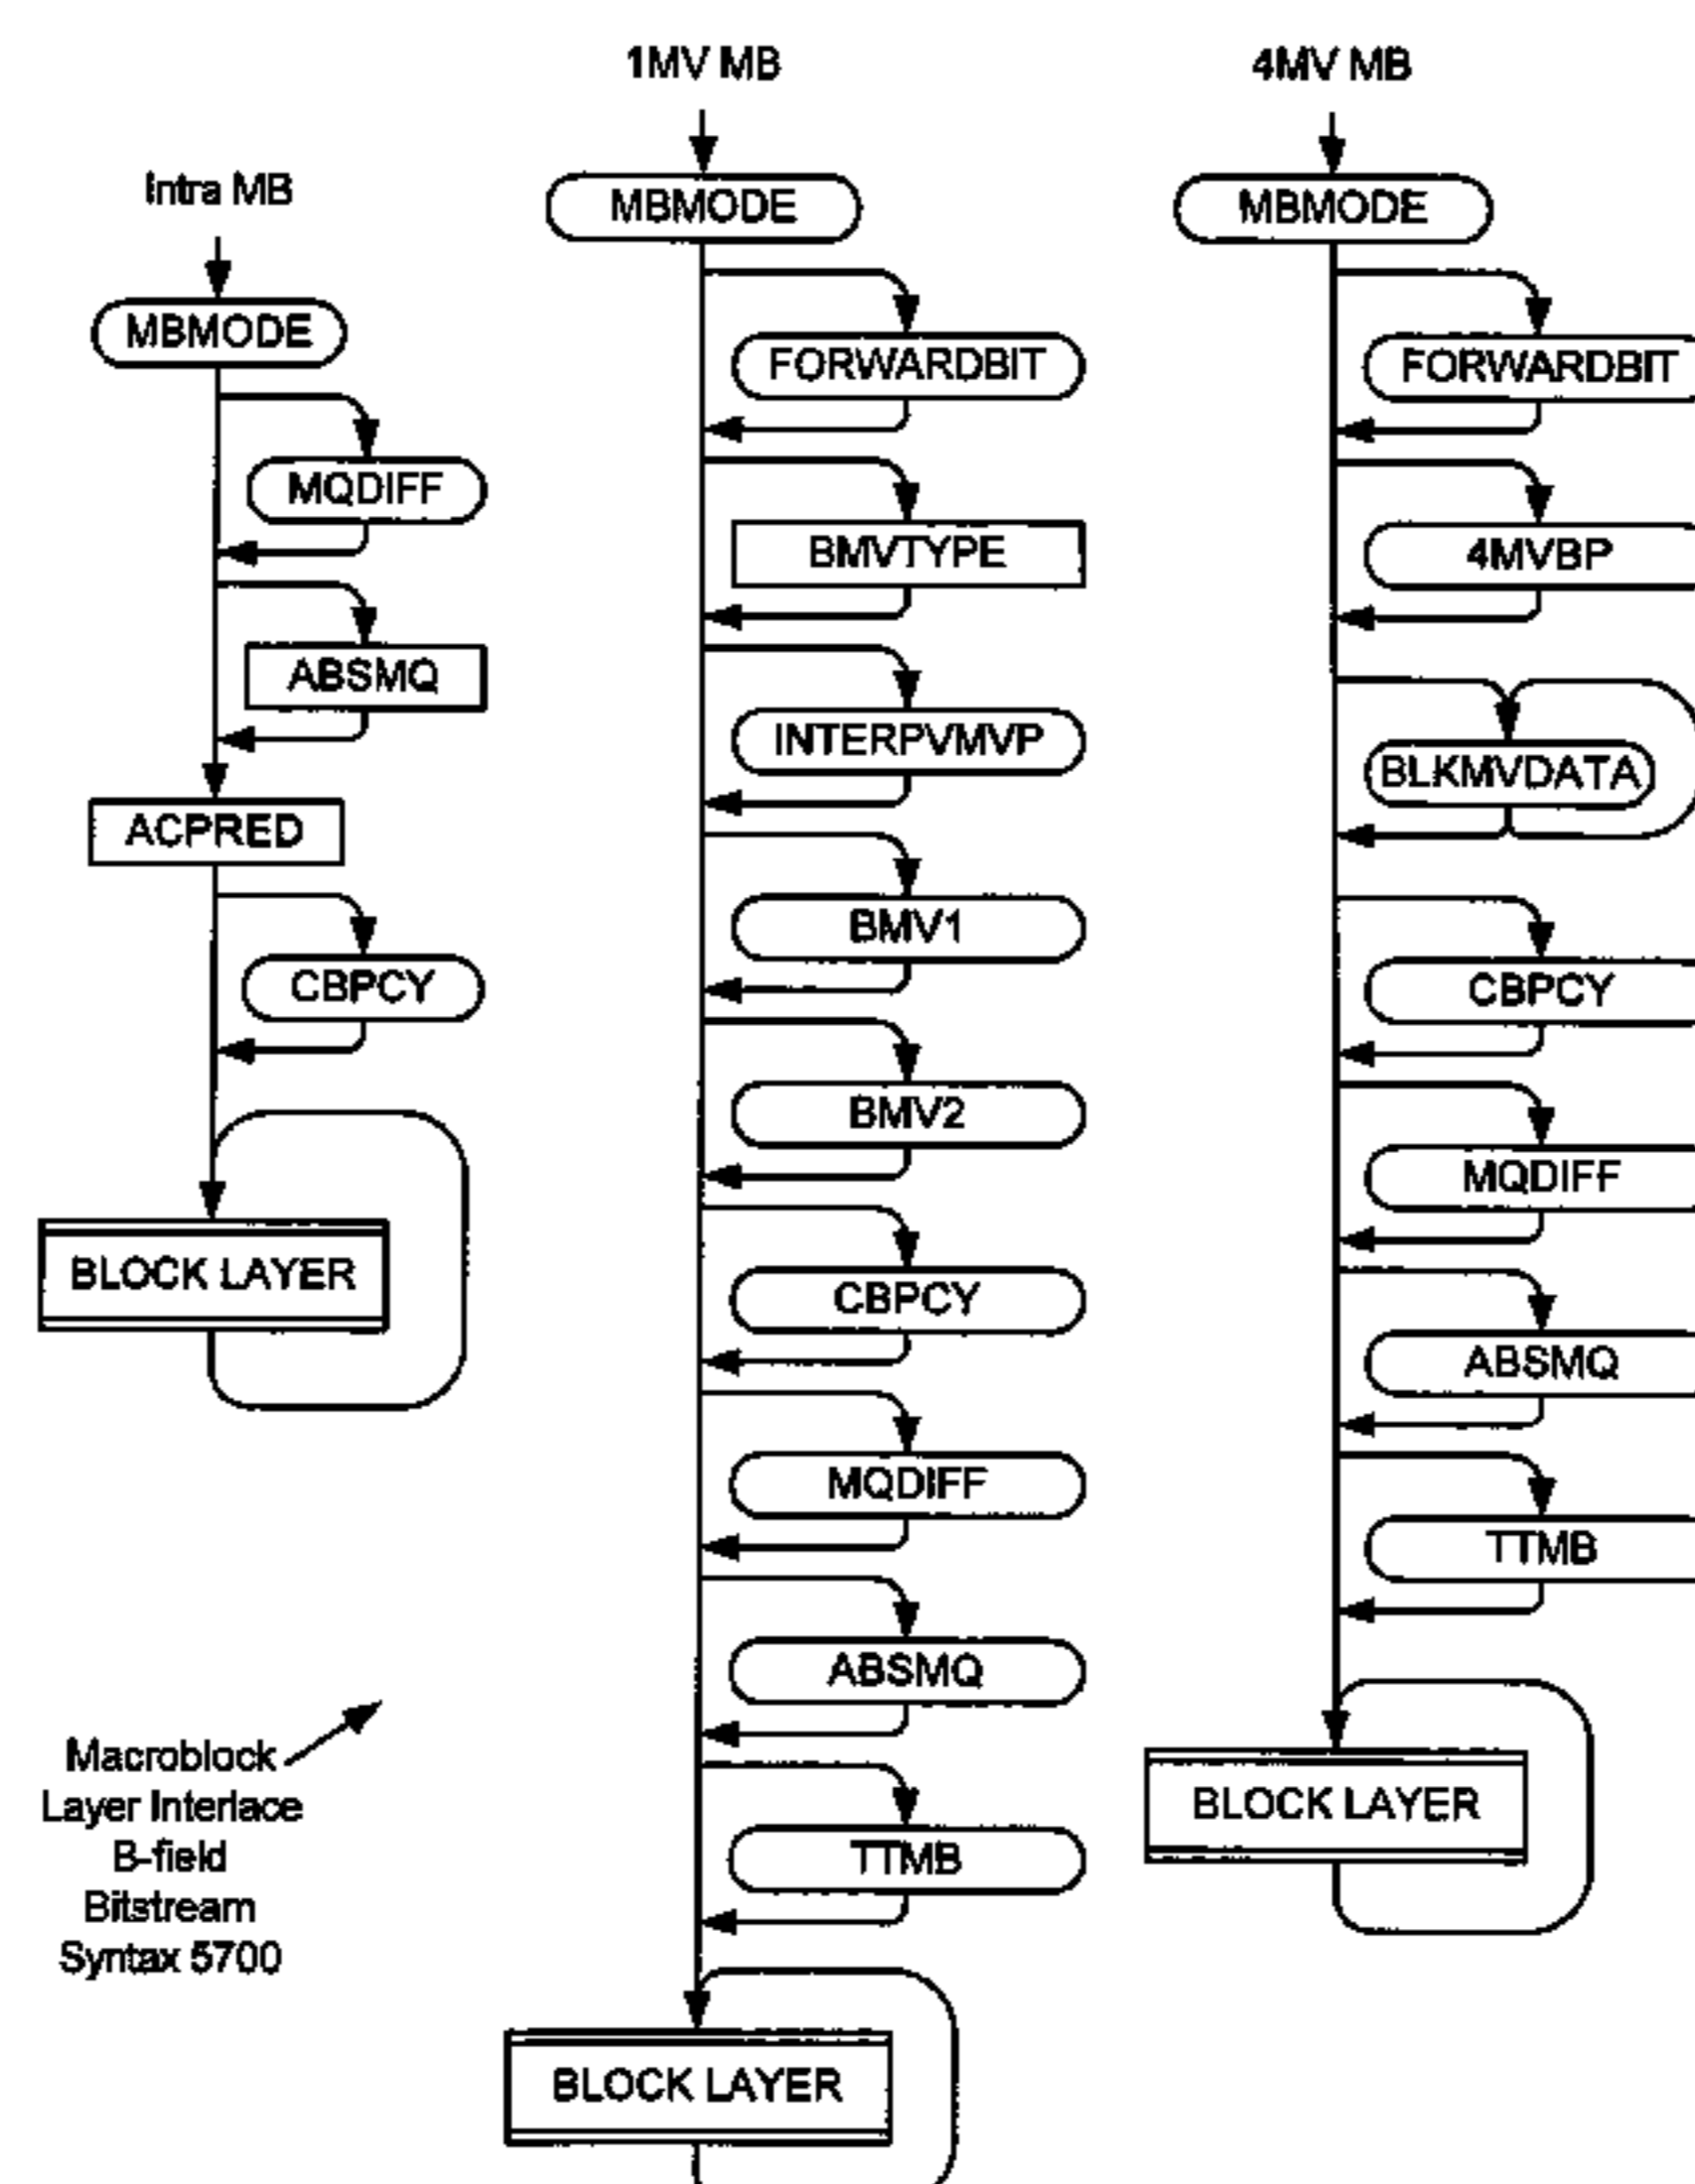 Intra MB
MBMODE
MQDIFF
ABSMQ
ACPRED
CBPCY
BLOCK LAYER
Macroblock
Layer Interlace
B-field
Bitstream
Syntax 5700
1MV MB
MBMODE
FORWARDBIT
BMVTYPE
INTERPVMVP
BMV1
BMV2
CBPCY
MQDIFF
ABSMQ
TTMB
BLOCK LAYER
4MV MB
MBMODE
FORWARDBIT
4MVBP
BLKMVDATA
CBPCY
MQDIFF
ABSMQ
TTMB
BLOCK LAYER